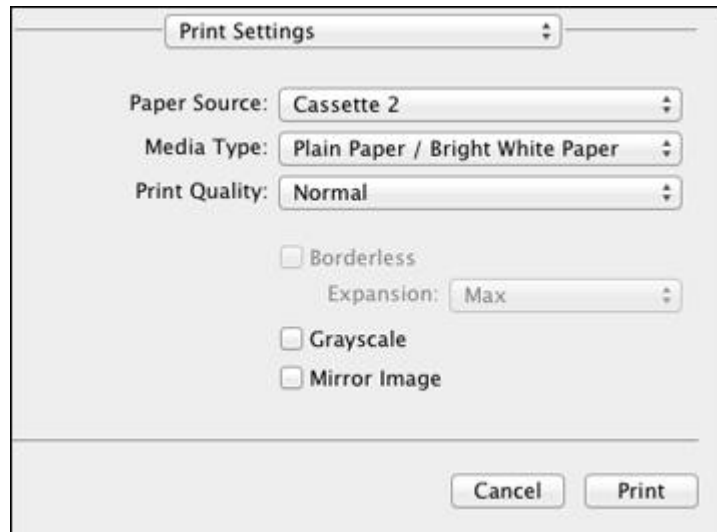 Print Settings
Paper Source: Cassette 2
Media Type: Plain Paper / Bright White Paper
Print Quality: Normal
Borderless
Expansion: Max
Grayscale
Mirror Image
Cancel Print